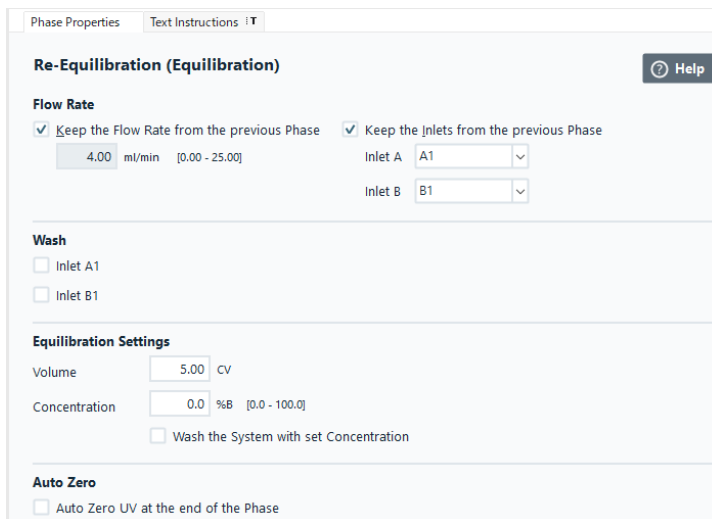 Phase Properties Text Instructions T
Re-Equilibration (Equilibration)
? Help
Flow Rate
Keep the Flow Rate from the previous Phase Keep the Inlets from the previous Phase
4.00 ml/min [0.00 - 25.00] Inlet A A1
Inlet B B1
Wash
Inlet A1
Inlet B1
Equilibration Settings
Volume 5.00 CV
Concentration 0.0 %B [0.0 - 100.0]
Wash the System with set Concentration
Auto Zero
Auto Zero UV at the end of the Phase